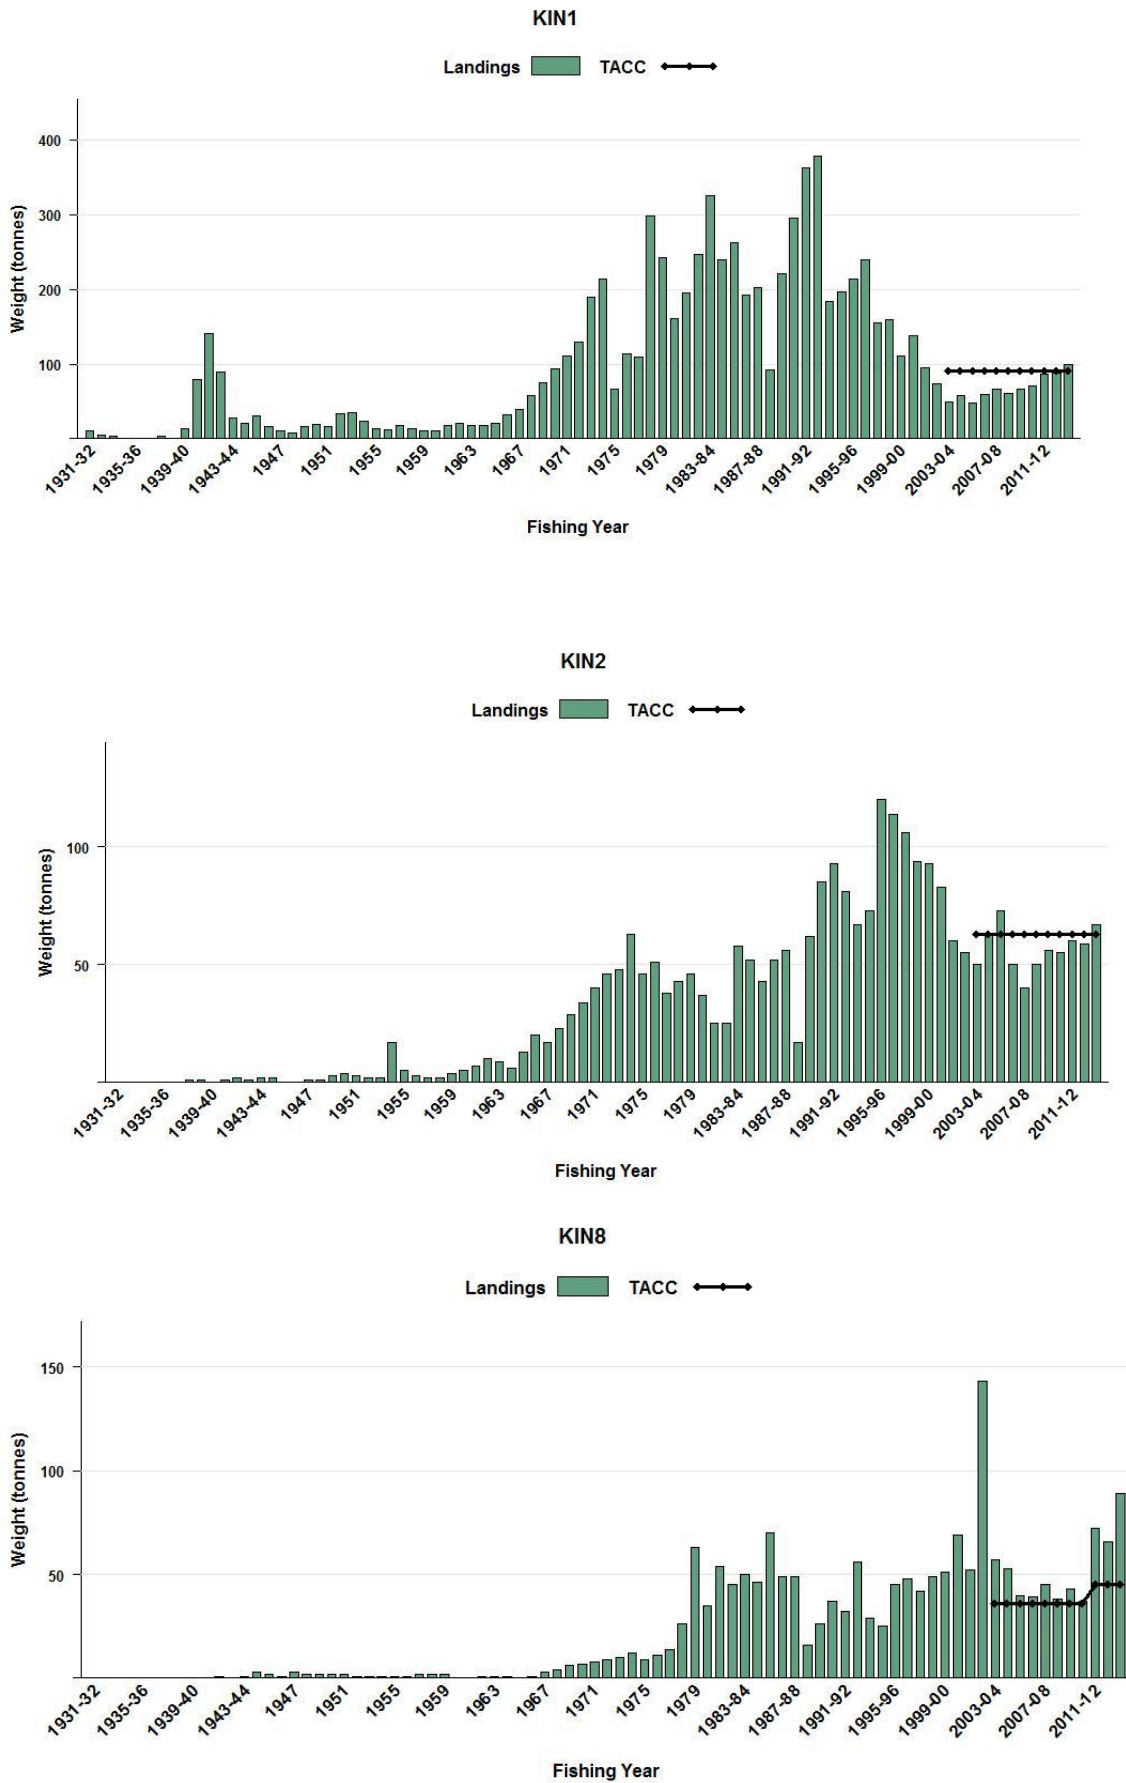 KIN1
Landings TACC
400
300
200
100
Weight (tonnes)
1931-32 1935-36 1939-40 1943-44 1947 1951 1955 1959 1963 1967 1971 1975 1979 1983-84 1987-88 1991-92 1995-96 1999-00 2003-04 2007-08 2011-12
Fishing Year
KIN2
Landings TACC
100
50
Weight (tonnes)
1931-32 1935-36 1939-40 1943-44 1947 1951 1955 1959 1963 1967 1971 1975 1979 1983-84 1987-88 1991-92 1995-96 1999-00 2003-04 2007-08 2011-12
Fishing Year
KIN8
Landings TACC
150
100
50
Weight (tonnes)
1931-32 1935-36 1939-40 1943-44 1947 1951 1955 1959 1963 1967 1971 1975 1979 1983-84 1987-88 1991-92 1995-96 1999-00 2003-04 2007-08 2011-12
Fishing Year